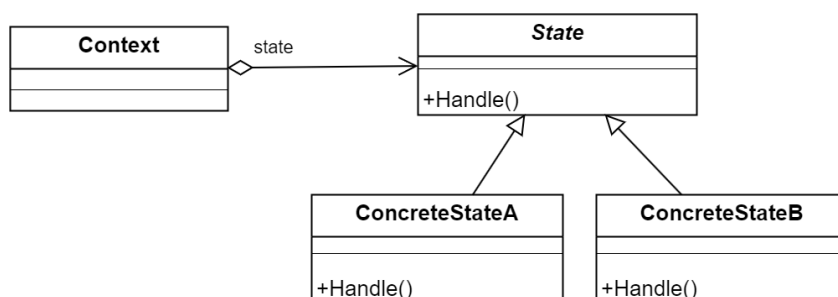 Context
state
State
+Handle()
ConcreteStateA
ConcreteStateB
+Handle()
+Handle()